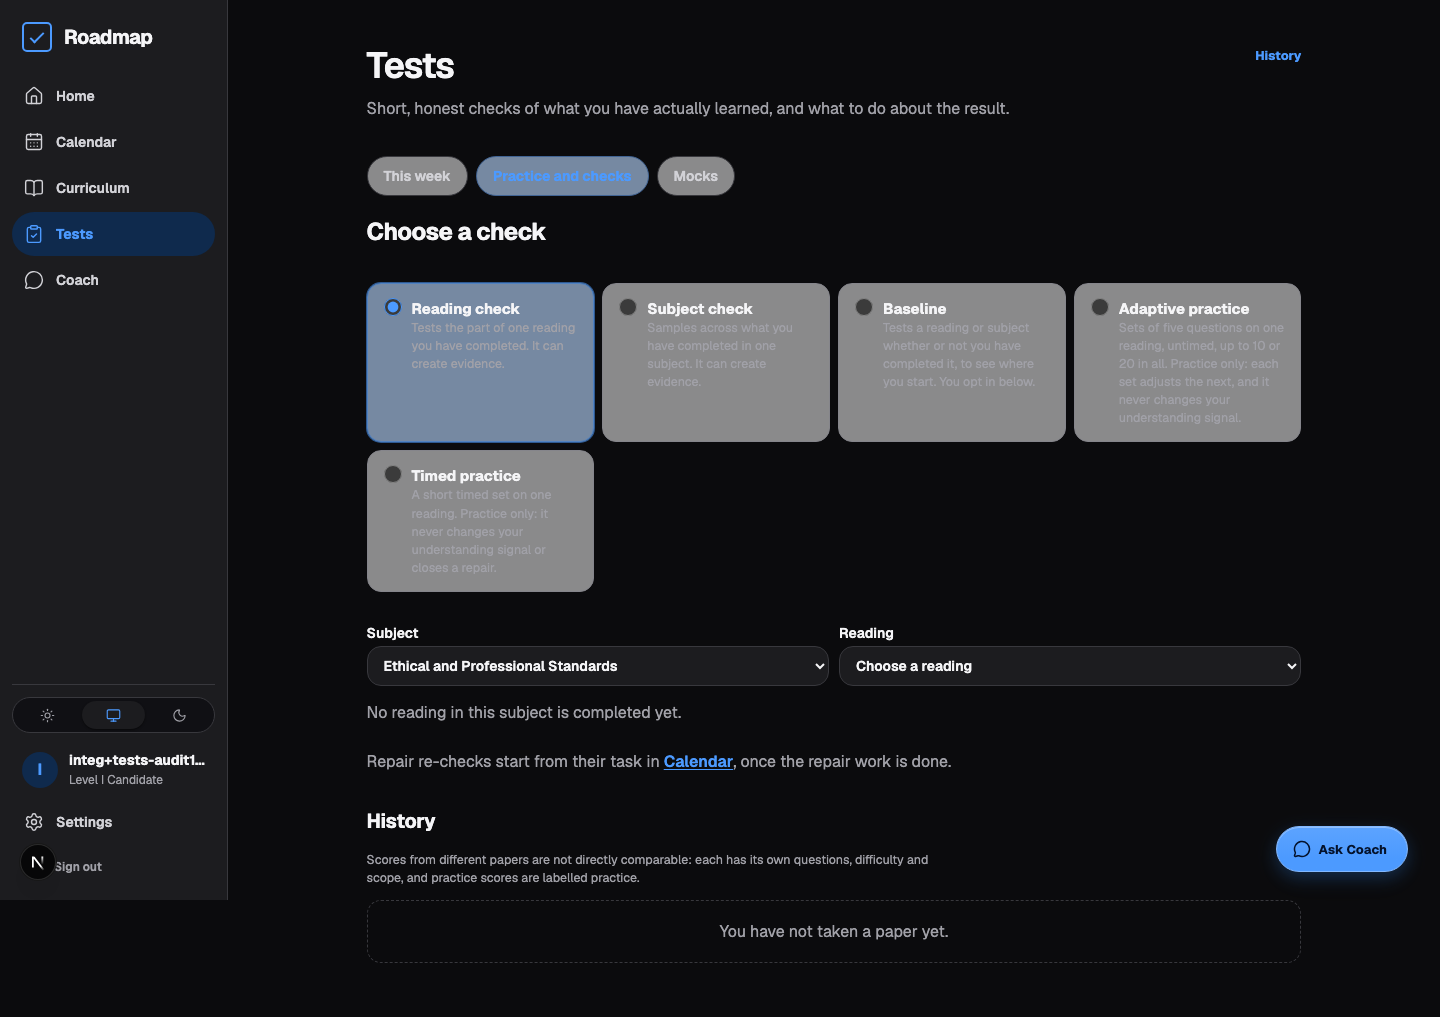 Roadmap
Home
Calendar
Curriculum
Tests
Coach
integ+tests-audit1...
Level I Candidate
Settings
N
Sign out
Tests
History
Short, honest checks of what you have actually learned, and what to do about the result.
This week
Practice and checks
Mocks
Choose a check
Reading check
Tests the part of one reading
you have completed. It can
create evidence.
Subject check
Samples across what you
have completed in one
subject. It can create
evidence.
Baseline
Tests a reading or subject
whether or not you have
completed it, to see where
you start. You opt in below.
Adaptive practice
Sets of five questions on one
reading, untimed, up to 10 or
20 in all. Practice only: each
set adjusts the next, and it
never changes your
understanding signal.
Timed practice
A short timed set on one
reading. Practice only: it
never changes your
understanding signal or
closes a repair.
Subject
Ethical and Professional Standards
Reading
Choose a reading
No reading in this subject is completed yet.
Repair re-checks start from their task in Calendar, once the repair work is done.
History
Scores from different papers are not directly comparable: each has its own questions, difficulty and
scope, and practice scores are labelled practice.
You have not taken a paper yet.
I
Ask Coach